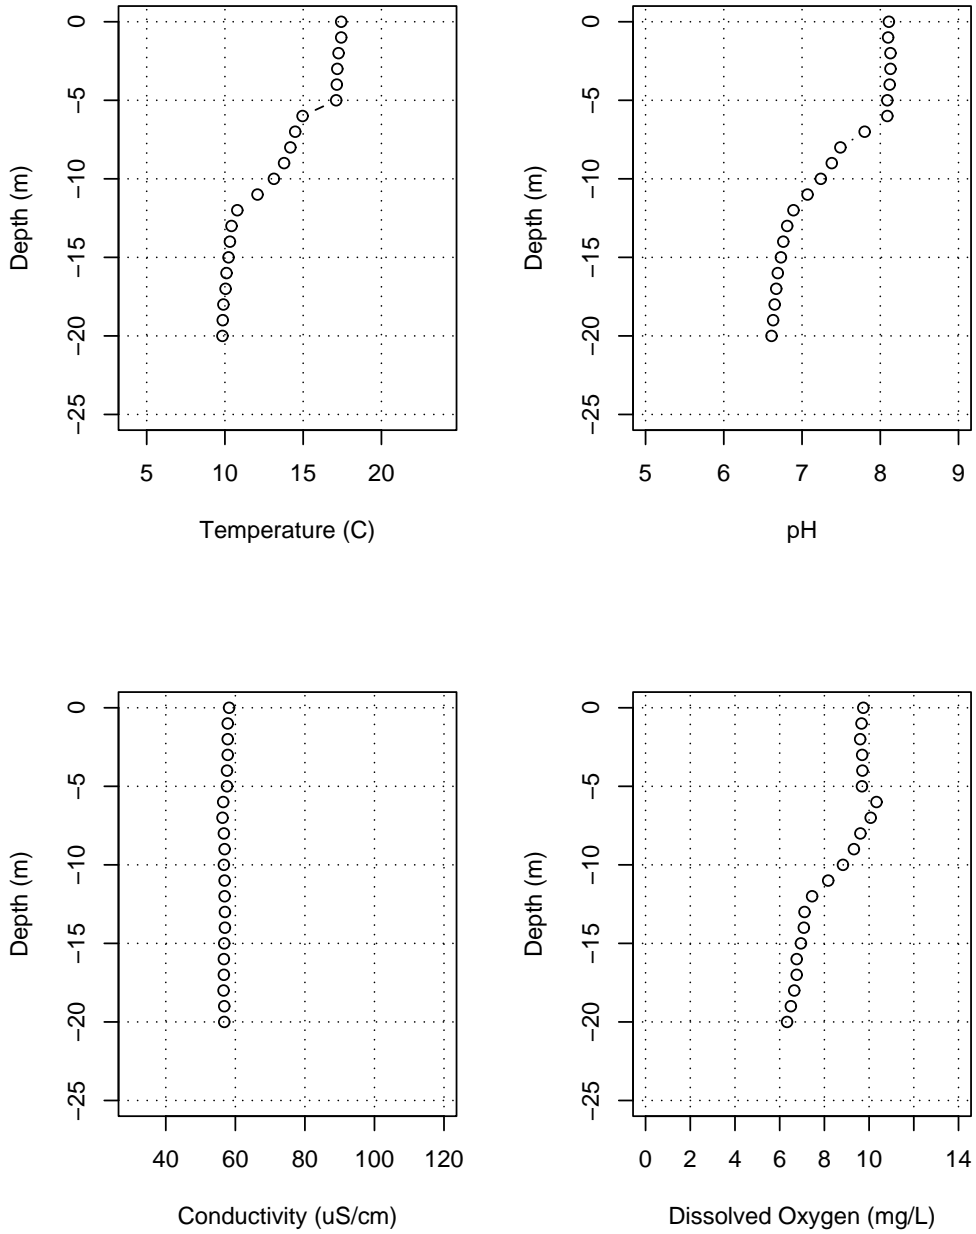 0
−5
−10
−15
−20
−25
Depth (m)
5 10 15 20
Temperature (C)
0
−5
−10
−15
−20
−25
Depth (m)
5 6 7 8 9
pH
0
−5
−10
−15
−20
−25
Depth (m)
40 60 80 100 120
Conductivity (uS/cm)
0
−5
−10
−15
−20
−25
Depth (m)
0 2 4 6 8 10 14
Dissolved Oxygen (mg/L)